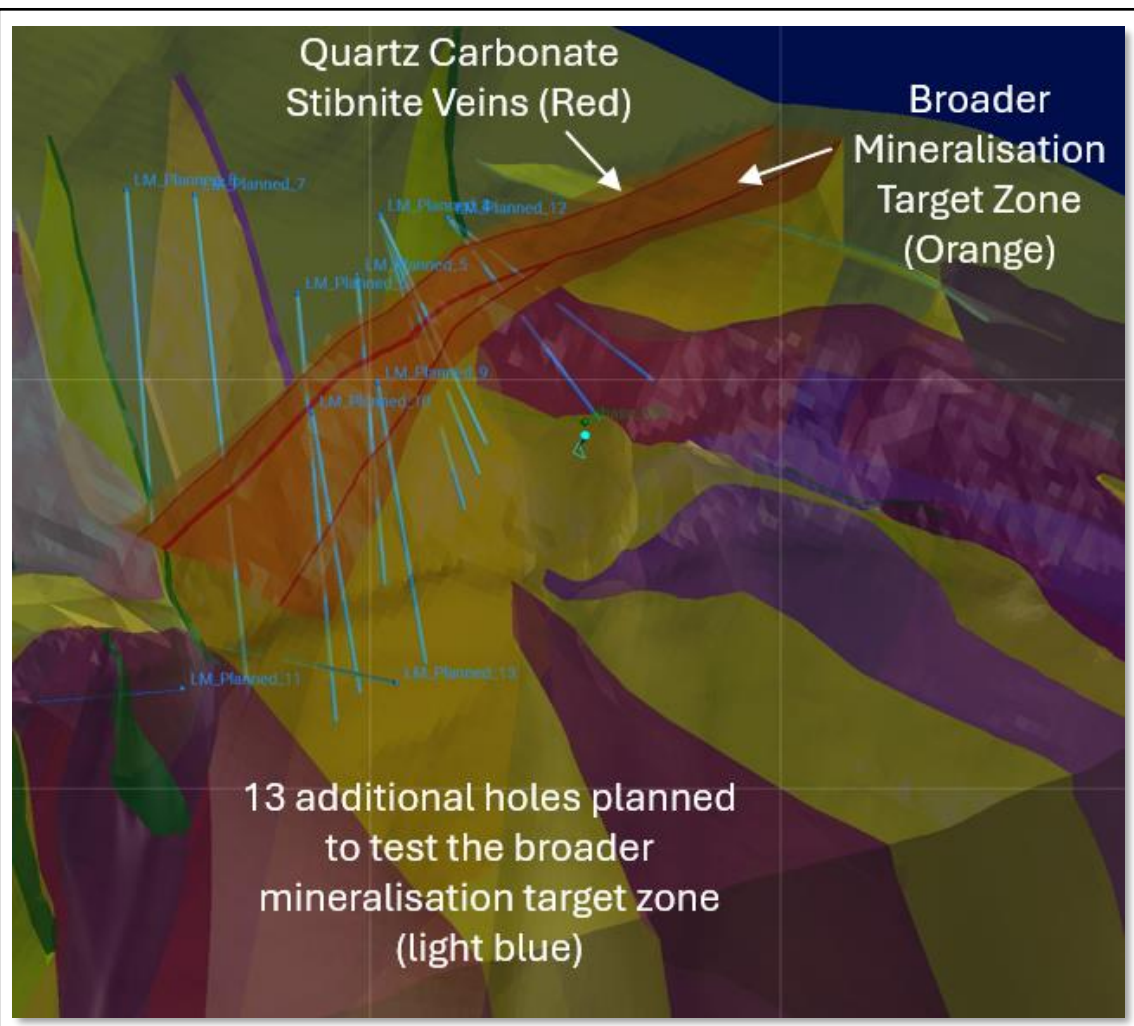 Quartz Carbonate
Stibnite Veins (Red)
Broader
Mineralisation
Target Zone
(Orange)
LM_Planned_7
LM_Planned_12
LM_Planned_5
LM_Planned_9
LM_Planned_10
LM_Planned_11
LM_Planned_13
13 additional holes planned
to test the broader
mineralisation target zone
(light blue)